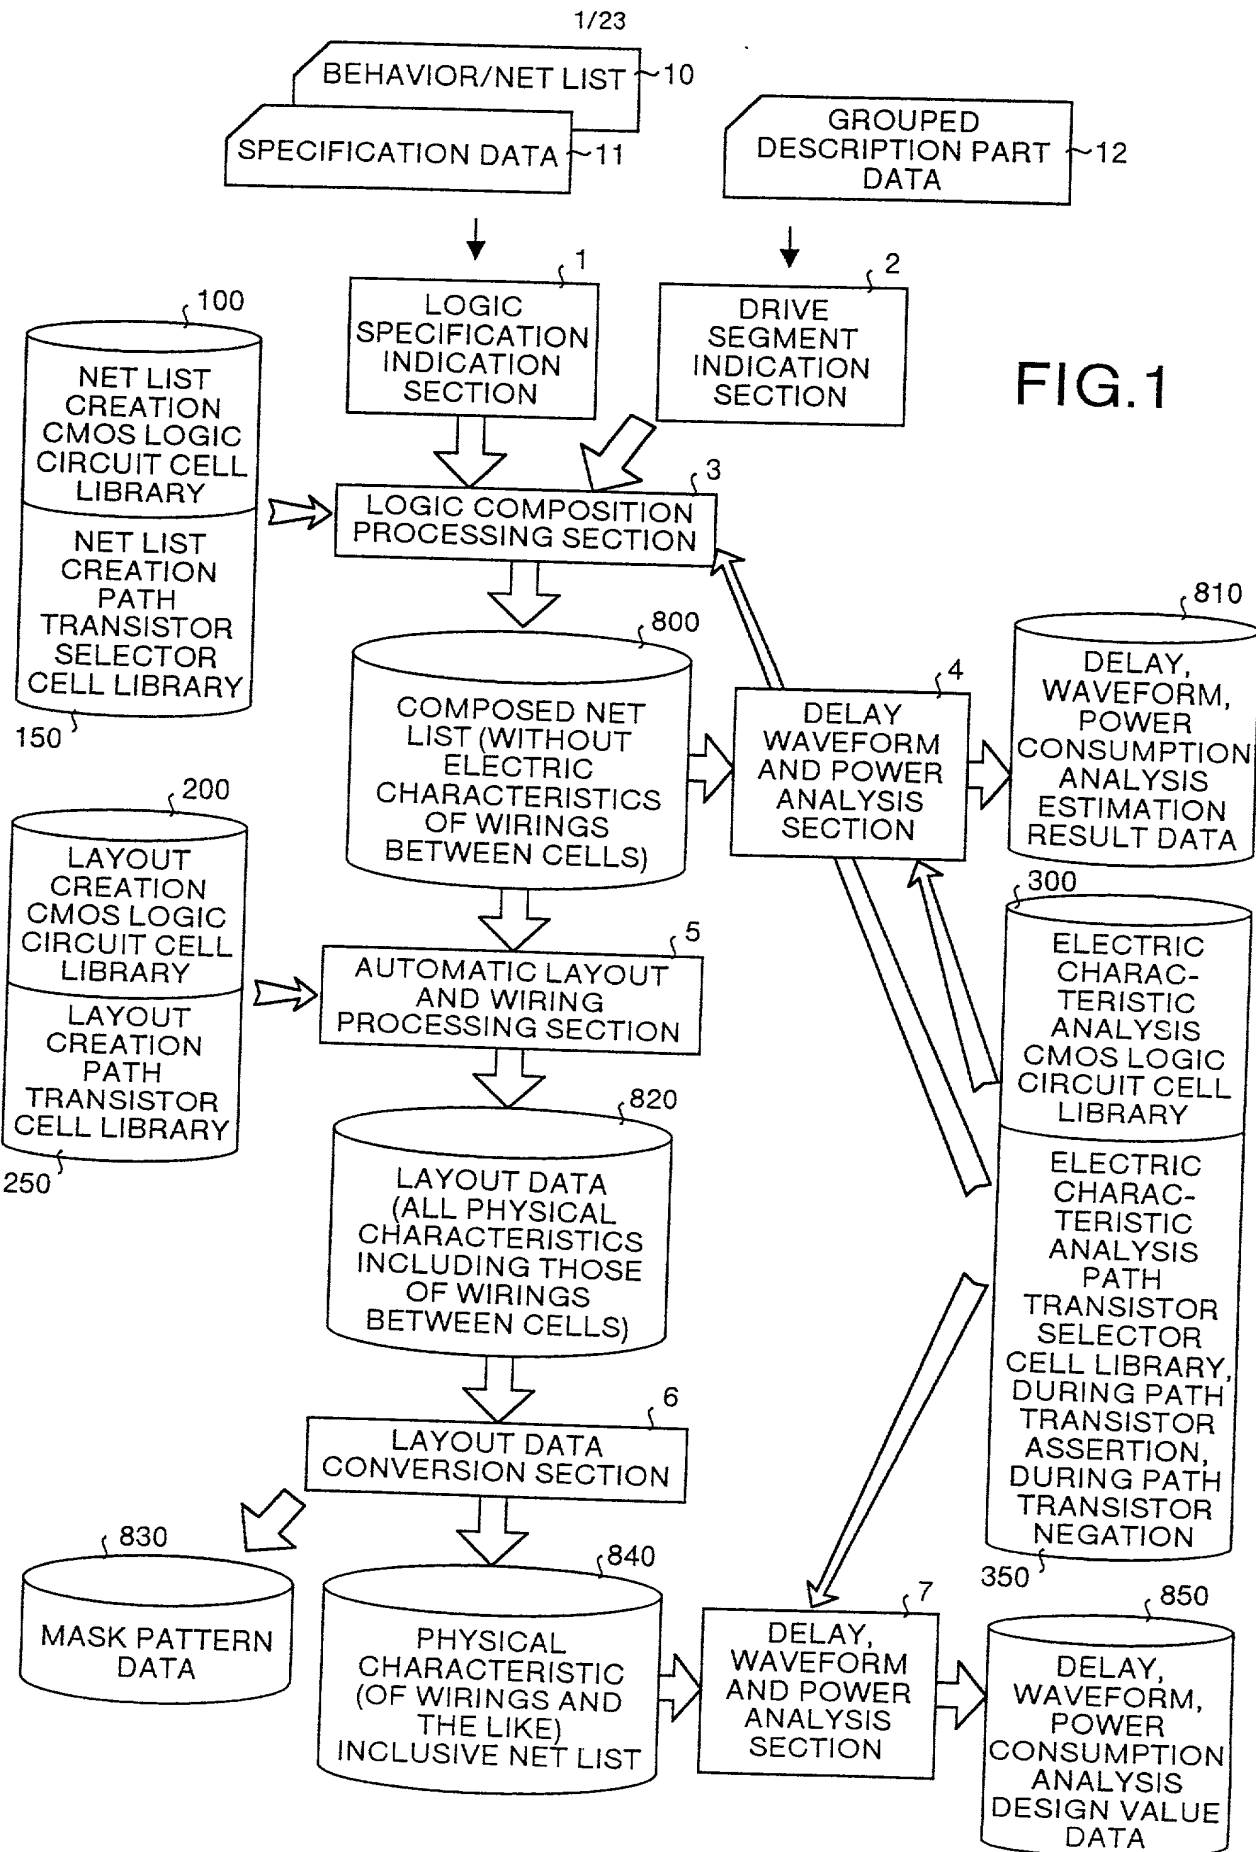 1/23
BEHAVIOR/NET LIST
10
SPECIFICATION DATA
11
GROUPED
DESCRIPTION PART
DATA
12
1
LOGIC
SPECIFICATION
INDICATION
SECTION
2
DRIVE
SEGMENT
INDICATION
SECTION
FIG.1
100
NET LIST
CREATION
CMOS LOGIC
CIRCUIT CELL
LIBRARY
NET LIST
CREATION
PATH
TRANSISTOR
SELECTOR
CELL LIBRARY
150
3
LOGIC COMPOSITION
PROCESSING SECTION
800
COMPOSED NET
LIST (WITHOUT
ELECTRIC
CHARACTERISTICS
OF WIRINGS
BETWEEN CELLS)
4
DELAY
WAVEFORM
AND POWER
ANALYSIS
SECTION
810
DELAY,
WAVEFORM,
POWER
CONSUMPTION
ANALYSIS
ESTIMATION
RESULT DATA
200
LAYOUT
CREATION
CMOS LOGIC
CIRCUIT CELL
LIBRARY
LAYOUT
CREATION
PATH
TRANSISTOR
CELL LIBRARY
250
5
AUTOMATIC LAYOUT
AND WIRING
PROCESSING SECTION
300
ELECTRIC
CHARAC-
TERISTIC
ANALYSIS
CMOS LOGIC
CIRCUIT CELL
LIBRARY
ELECTRIC
CHARAC-
TERISTIC
ANALYSIS
PATH
TRANSISTOR
SELECTOR
CELL LIBRARY,
DURING PATH
TRANSISTOR
ASSERTION,
DURING PATH
TRANSISTOR
NEGATION
350
820
LAYOUT DATA
(ALL PHYSICAL
CHARACTERISTICS
INCLUDING THOSE
OF WIRINGS
BETWEEN CELLS)
6
LAYOUT DATA
CONVERSION SECTION
830
MASK PATTERN
DATA
840
PHYSICAL
CHARACTERISTIC
(OF WIRINGS AND
THE LIKE)
INCLUSIVE NET LIST
7
DELAY,
WAVEFORM
AND POWER
ANALYSIS
SECTION
850
DELAY,
WAVEFORM,
POWER
CONSUMPTION
ANALYSIS
DESIGN VALUE
DATA